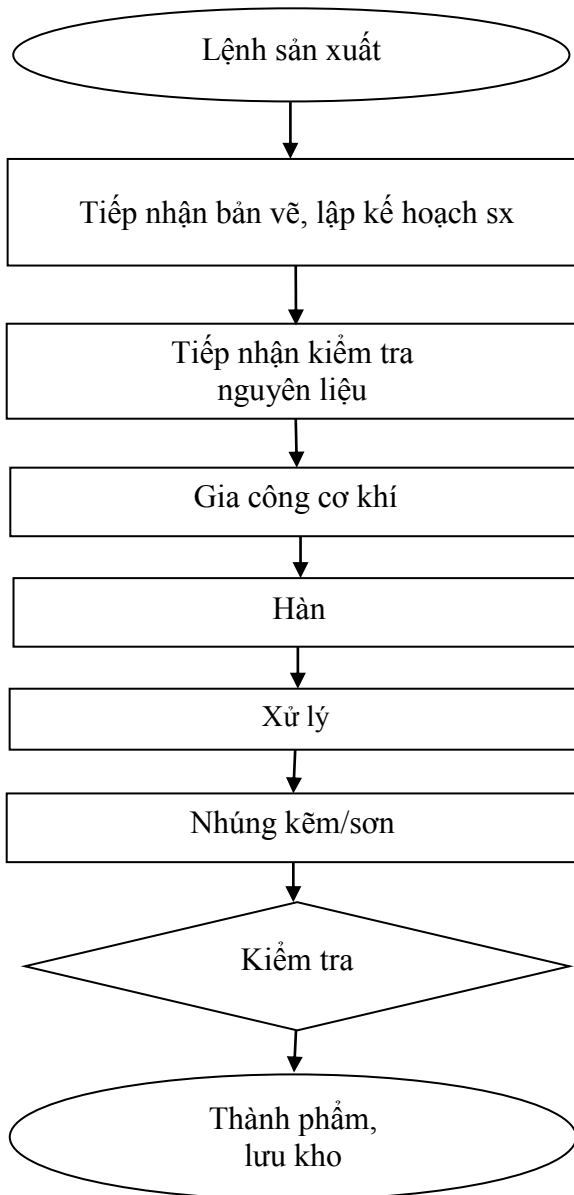 Lệnh sản xuất
Tiếp nhận bản vẽ, lập kế hoạch sx
Tiếp nhận kiểm tra
nguyên liệu
Gia công cơ khí
Hàn
Xử lý
Nhúng kẽm/sơn
Kiểm tra
Thành phẩm,
lưu kho